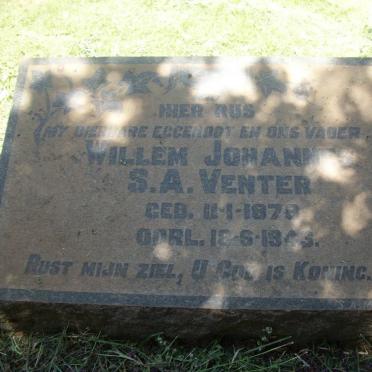 HIER RUS
MY DIERBARE EGGENOOT EN ONS VADER
WILLEM JOHANNES
S.A. VENTER
GEB. 11-1-1879
OORL. 12-6-1943.
RUST MIJN ZIEL, U GOD IS KONING.